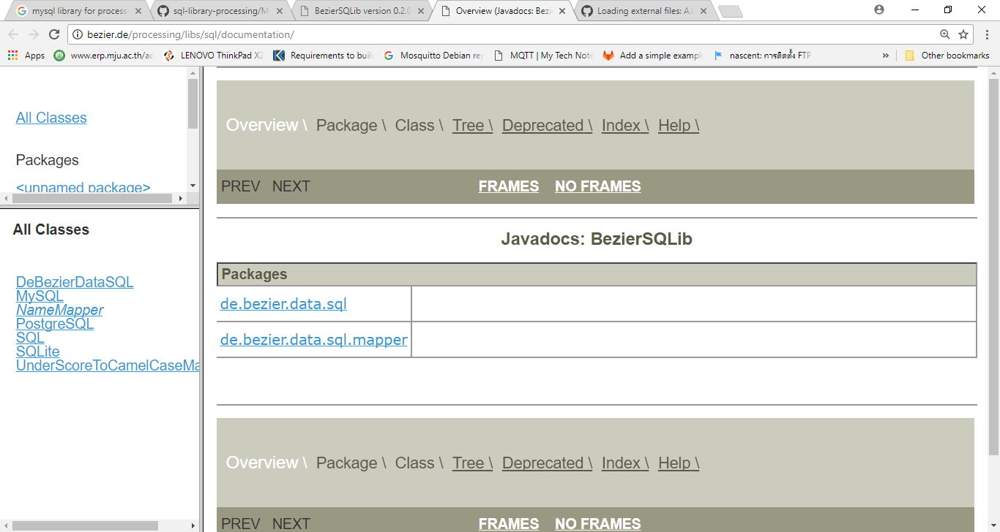 mysql library for process
sql-library-processing/M
BezierSQLib version 0.2.0
Overview (Javadocs: Bezi
Loading external files: AJ
bezier.de/processing/libs/sql/documentation/
Apps
www.erp.mju.ac.th/ac
LENOVO ThinkPad X2
Requirements to buil
Mosquitto Debian rep
MQTT | My Tech Note
Add a simple example
nascent: การติดตั้ง FTP
»
Other bookmarks
All Classes
Packages
<unnamed package>
All Classes
DeBezierDataSQL
MySQL
NameMapper
PostgreSQL
SQL
SQLite
UnderScoreToCamelCaseMa
Overview \ Package \ Class \ Tree \ Deprecated \ Index \ Help \
PREV NEXT FRAMES NO FRAMES
Javadocs: BezierSQLib
Packages
de.bezier.data.sql
de.bezier.data.sql.mapper
Overview \ Package \ Class \ Tree \ Deprecated \ Index \ Help \
PREV NEXT FRAMES NO FRAMES